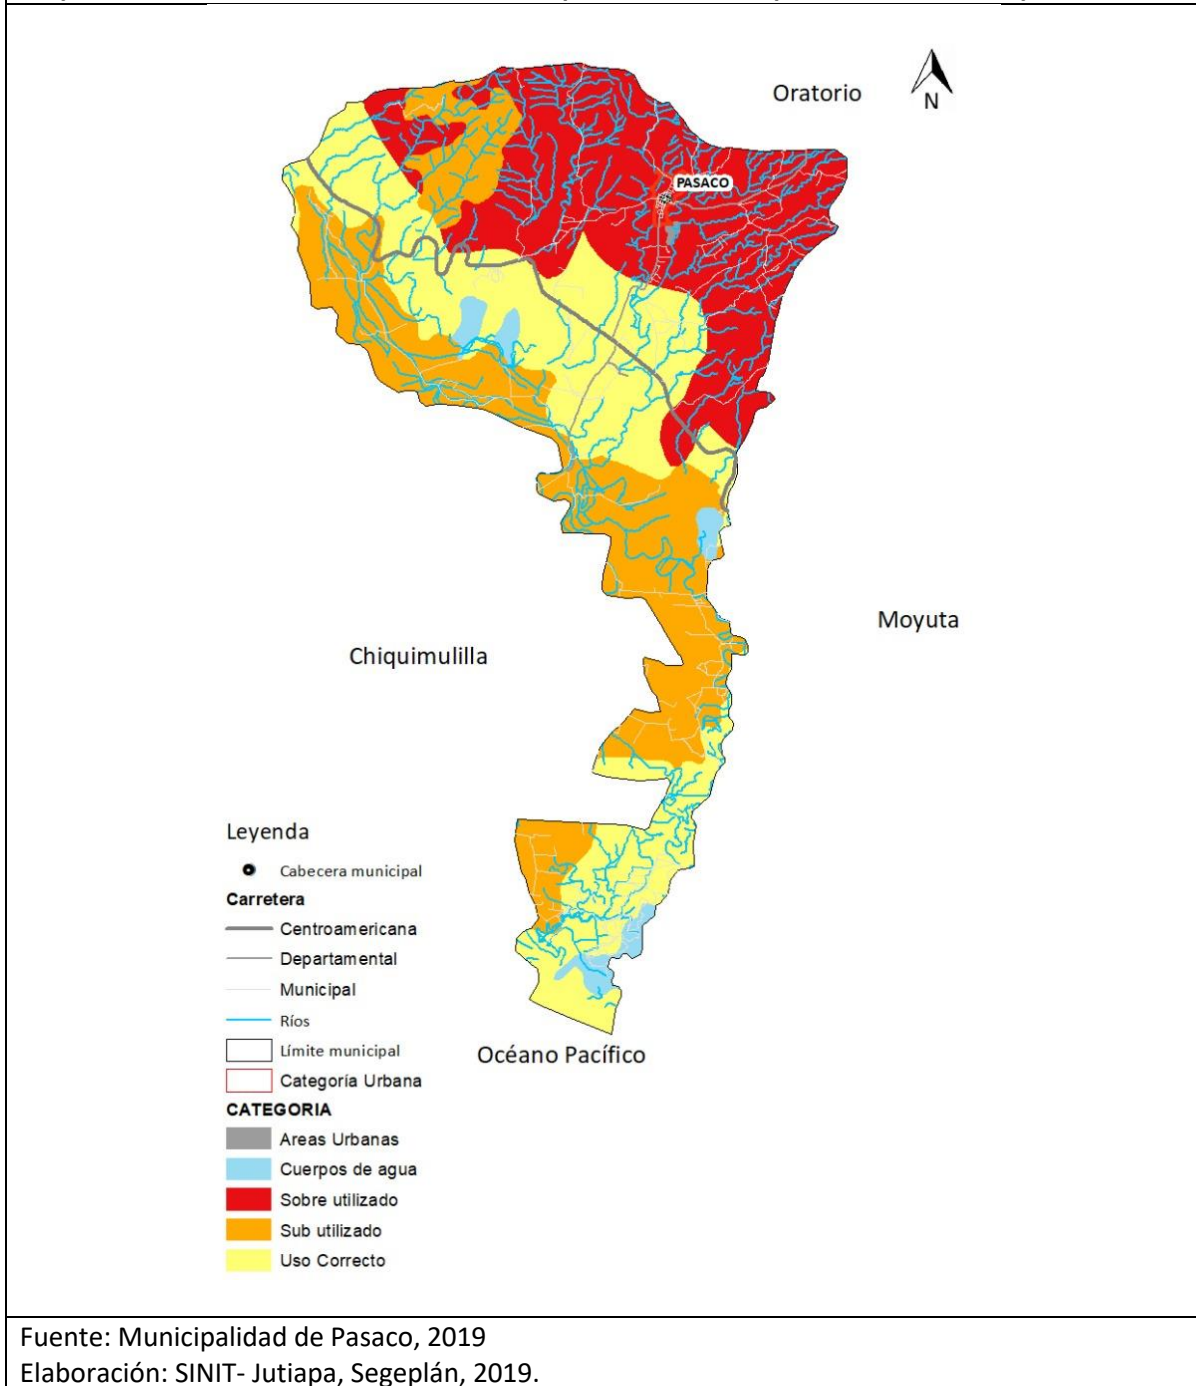 Oratorio
N
PASACO
Moyuta
Chiquimulilla
Leyenda
Cabecera municipal
Carretera
Centroamericana
Departamental
Municipal
Ríos
Límite municipal
Categoría Urbana
CATEGORIA
Areas Urbanas
Cuerpos de agua
Sobre utilizado
Sub utilizado
Uso Correcto
Océano Pacífico
Fuente: Municipalidad de Pasaco, 2019
Elaboración: SINIT- Jutiapa, Segeplán, 2019.